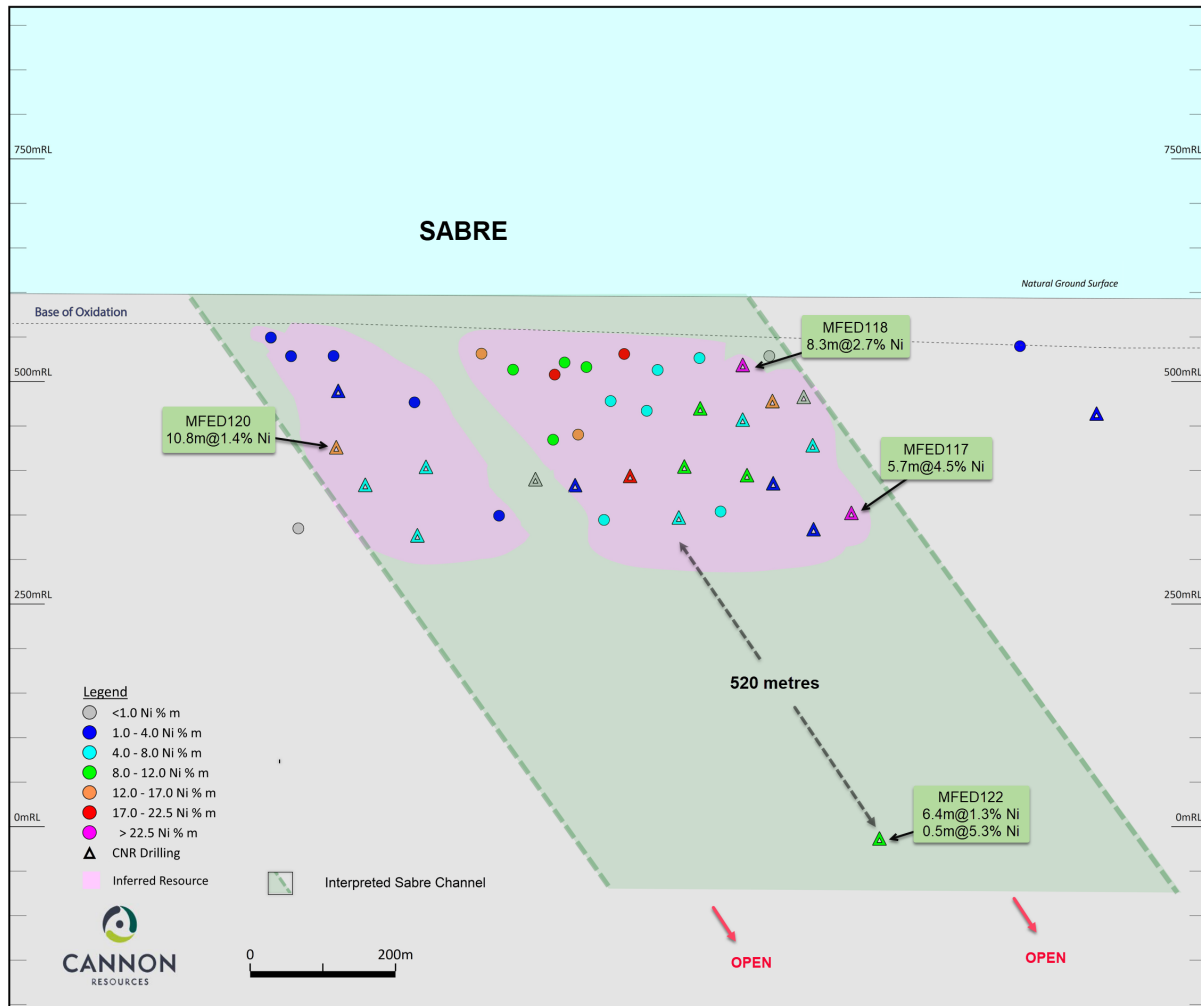 750mRL
750mRL
SABRE
Natural Ground Surface
Base of Oxidation
MFED118
8.3m@2.7% Ni
500mRL
500mRL
MFED120
10.8m@1.4% Ni
MFED117
5.7m@4.5% Ni
250mRL
250mRL
520 metres
Legend
<1.0 Ni % m
1.0 - 4.0 Ni % m
4.0 - 8.0 Ni % m
8.0 - 12.0 Ni % m
12.0 - 17.0 Ni % m
17.0 - 22.5 Ni % m
> 22.5 Ni % m
CNR Drilling
Inferred Resource
Interpreted Sabre Channel
0mRL
0mRL
MFED122
6.4m@1.3% Ni
0.5m@5.3% Ni
CANNON
RESOURCES
0 200m
OPEN
OPEN